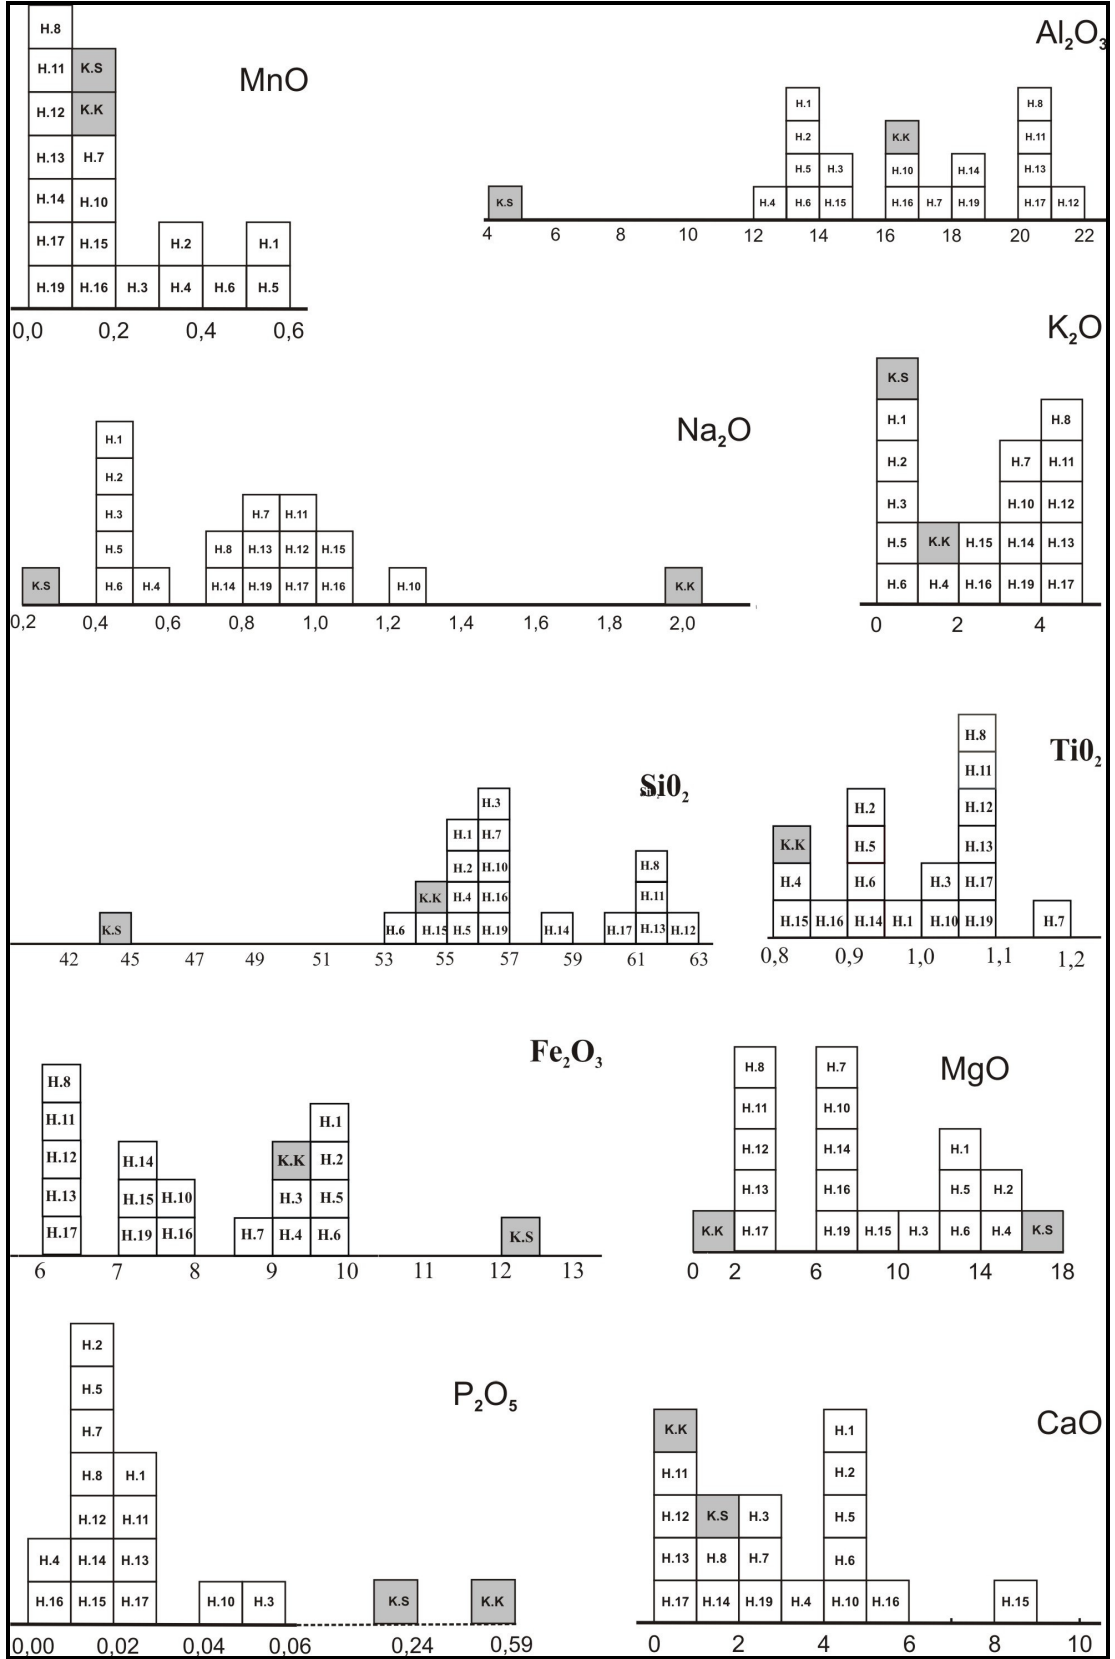 MnO
H.8
H.11 K.S
H.12 K.K
H.13 H.7
H.14 H.10
H.17 H.15 H.2 H.1
H.19 H.16 H.3 H.4 H.6 H.5
0,0 0,2 0,4 0,6
Al2O3
H.1 H.8
H.2 K.K H.11
H.5 H.3 H.10 H.14 H.13
K.S H.4 H.6 H.15 H.16 H.7 H.19 H.17 H.12
4 6 8 10 12 14 16 18 20 22
Na2O
H.1
H.2
H.3 H.7 H.11
H.5 H.8 H.13 H.12 H.15
K.S H.6 H.4 H.14 H.19 H.17 H.16 H.10 K.K
0,2 0,4 0,6 0,8 1,0 1,2 1,4 1,6 1,8 2,0
K2O
K.S
H.1 H.8
H.2 H.7 H.11
H.3 H.10 H.12
H.5 K.K H.15 H.14 H.13
H.6 H.4 H.16 H.19 H.17
0 2 4
Si02
H.3
H.1 H.7
H.2 H.10 H.8
K.K H.4 H.16 H.11
K.S H.6 H.15 H.5 H.19 H.14 H.17 H.13 H.12
42 45 47 49 51 53 55 57 59 61 63
Ti02
H.8
H.11
H.2 H.12
K.K H.5 H.13
H.4 H.6 H.3 H.17
H.15 H.16 H.14 H.1 H.10 H.19 H.7
0,8 0,9 1,0 1,1 1,2
Fe2O3
H.8
H.11 H.1
H.12 H.14 K.K H.2
H.13 H.15 H.10 H.3 H.5
H.17 H.19 H.16 H.7 H.4 H.6 K.S
6 7 8 9 10 11 12 13
MgO
H.8 H.7
H.11 H.10
H.12 H.14 H.1
H.13 H.16 H.5 H.2
K.K H.17 H.19 H.15 H.3 H.6 H.4 K.S
0 2 6 10 14 18
P2O5
H.2
H.5
H.7
H.8 H.1
H.12 H.11
H.4 H.14 H.13
H.16 H.15 H.17 H.10 H.3 K.S K.K
0,00 0,02 0,04 0,06 0,24 0,59
CaO
K.K H.1
H.11 H.2
H.12 K.S H.3 H.5
H.13 H.8 H.7 H.6
H.17 H.14 H.19 H.4 H.10 H.16 H.15
0 2 4 6 8 10